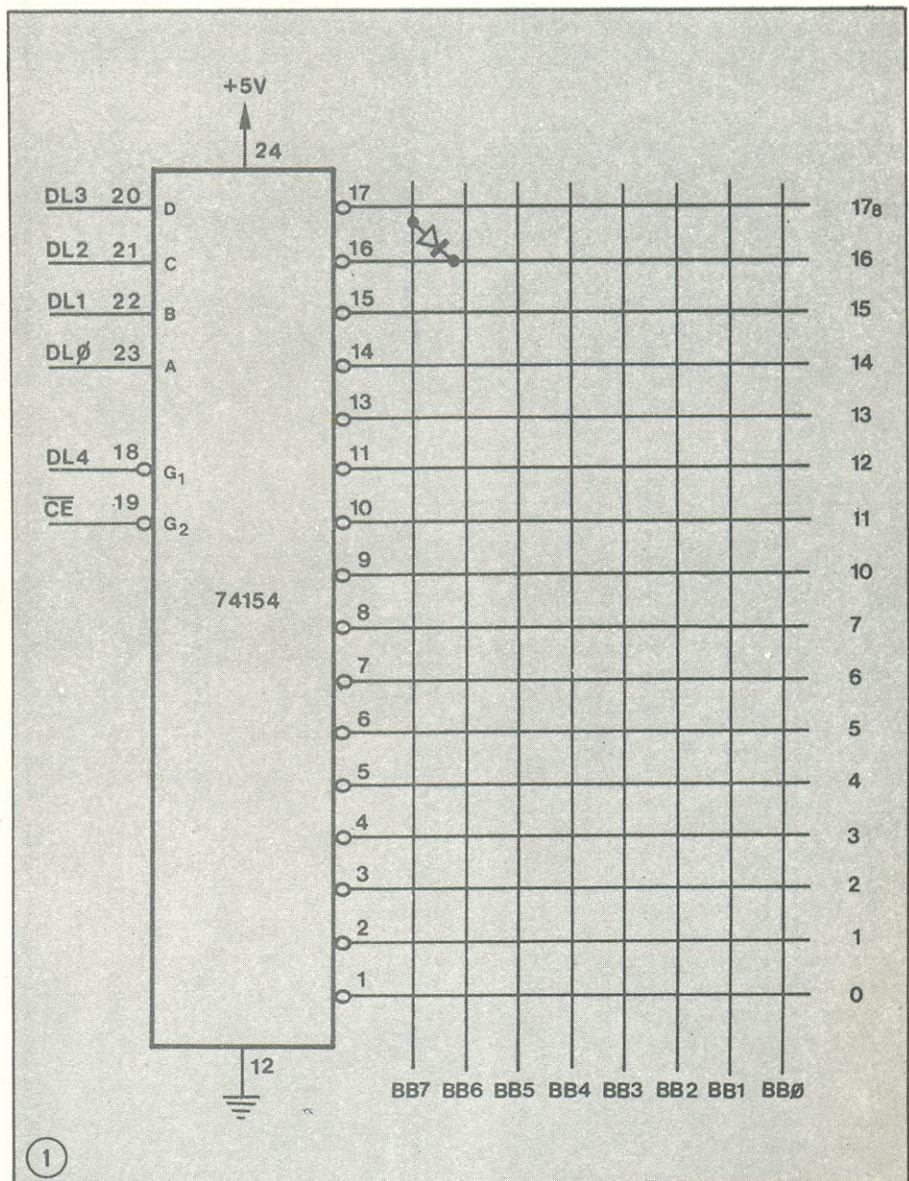 +5V
24
DL3 20 D 17 17₈
DL2 21 C 16 16
DL1 22 B 15 15
DLØ 23 A 14 14
13 13
DL4 18 G₁ 11 12
C̅E̅ 19 G₂ 10 11
9 10
74154 8 7
7 6
6 5
5 4
4 3
3 2
2 1
1 0
12
BB7 BB6 BB5 BB4 BB3 BB2 BB1 BBØ
1